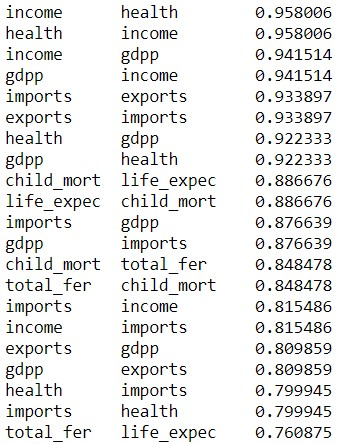 income health 0.958006
health income 0.958006
income gdpp 0.941514
gdpp income 0.941514
imports exports 0.933897
exports imports 0.933897
health gdpp 0.922333
gdpp health 0.922333
child_mort life_expec 0.886676
life_expec child_mort 0.886676
imports gdpp 0.876639
gdpp imports 0.876639
child_mort total_fer 0.848478
total_fer child_mort 0.848478
imports income 0.815486
income imports 0.815486
exports gdpp 0.809859
gdpp exports 0.809859
health imports 0.799945
imports health 0.799945
total_fer life_expec 0.760875